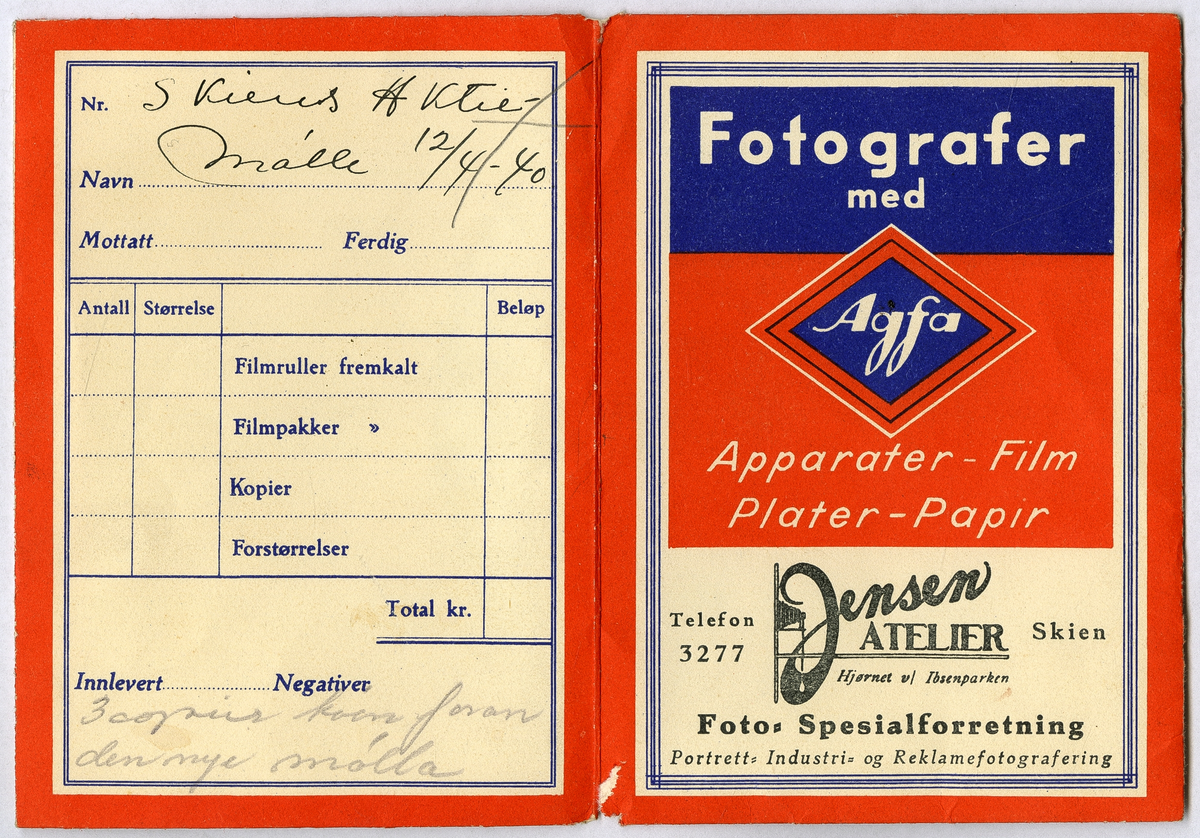 Nr. Skiens Aktie-
Mølle 12/4-40
Navn
Mottatt Ferdig
Antall Størrelse Beløp
Filmruller fremkalt
Filmpakker »
Kopier
Forstørrelser
Total kr.
Innlevert Negativer
3 copier foran
den nye mølla
Fotografer
med
Agfa
Apparater - Film
Plater - Papir
Jensen
ATELIER
Telefon
3277
Skien
Hjørnet v/ Ibsenparken
Foto- Spesialforretning
Portrett- Industri- og Reklamefotografering